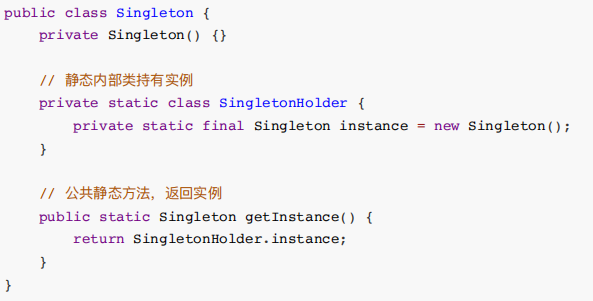 public class Singleton {
    private Singleton() {}
    // 静态内部类持有实例
    private static class SingletonHolder {
        private static final Singleton instance = new Singleton();
    }
    // 公共静态方法，返回实例
    public static Singleton getInstance() {
        return SingletonHolder.instance;
    }
}